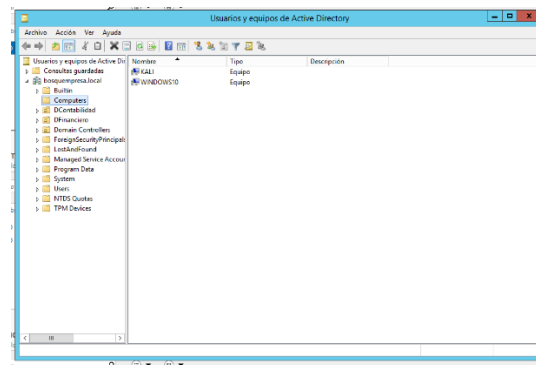 Usuarios y equipos de Active Directory
Archivo Acción Ver Ayuda
Usuarios y equipos de Active Dir
Consultas guardadas
bosquempresa.local
Builtin
Computers
DContabilidad
DFinanciero
Domain Controllers
ForeignSecurityPrincipals
LostAndFound
Managed Service Accour
Program Data
System
Users
NTDS Quotas
TPM Devices
Nombre Tipo Descripción
KALI Equipo
WINDOWS10 Equipo